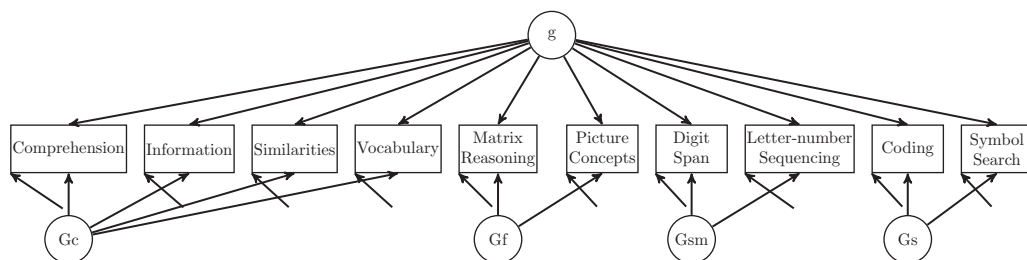 g
Comprehension
Information
Similarities
Vocabulary
Matrix
Reasoning
Picture
Concepts
Digit
Span
Letter-number
Sequencing
Coding
Symbol
Search
Gc
Gf
Gsm
Gs